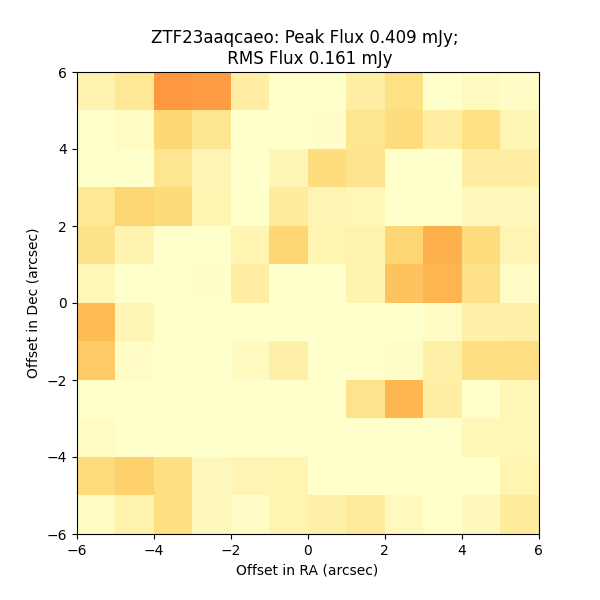 ZTF23aaqcaeo: Peak Flux 0.409 mJy;
RMS Flux 0.161 mJy
6
4
2
0
−2
−4
−6
Offset in Dec (arcsec)
−6 −4 −2 0 2 4 6
Offset in RA (arcsec)